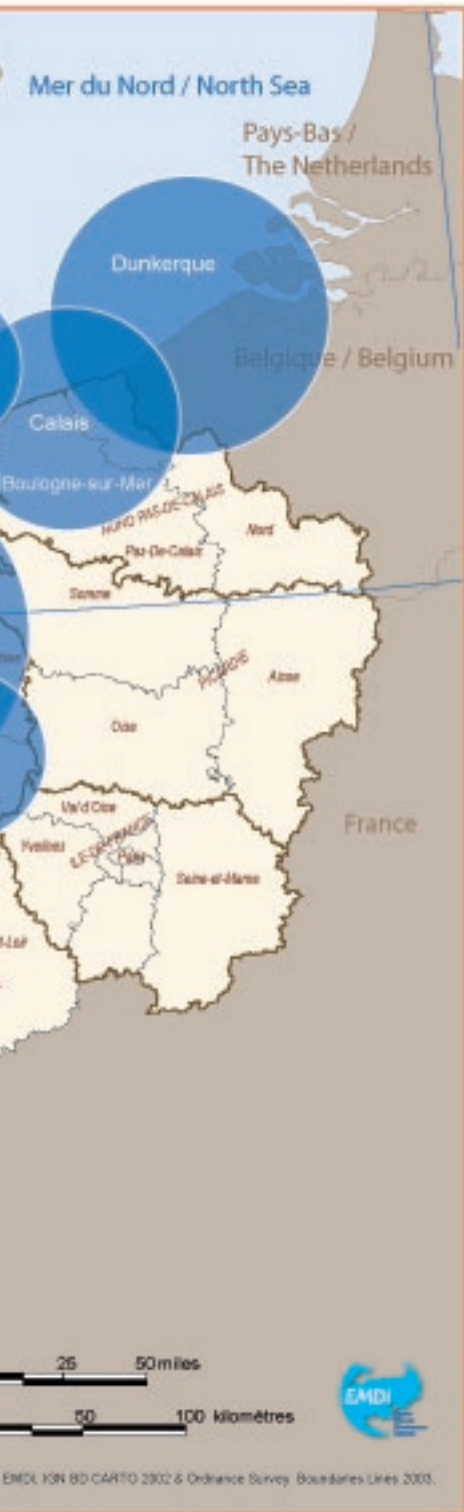 Mer du Nord / North Sea
Pays-Bas /
The Netherlands
Dunkerque
Belgique / Belgium
Calais
Boulogne-sur-Mer
NORD PAS-DE-CALAIS
Nord
Pas-De-Calais
Somme
PICARDIE
Aisne
Oise
Val d'Oise
France
Yvelines
ILE-DE-FRANCE
Paris
Seine-et-Marne
t-Loir
25 50 miles
50 100 kilomètres
EMDI
EMDI, IGN BD CARTO 2002 & Ordnance Survey Boundaries Lines 2003.